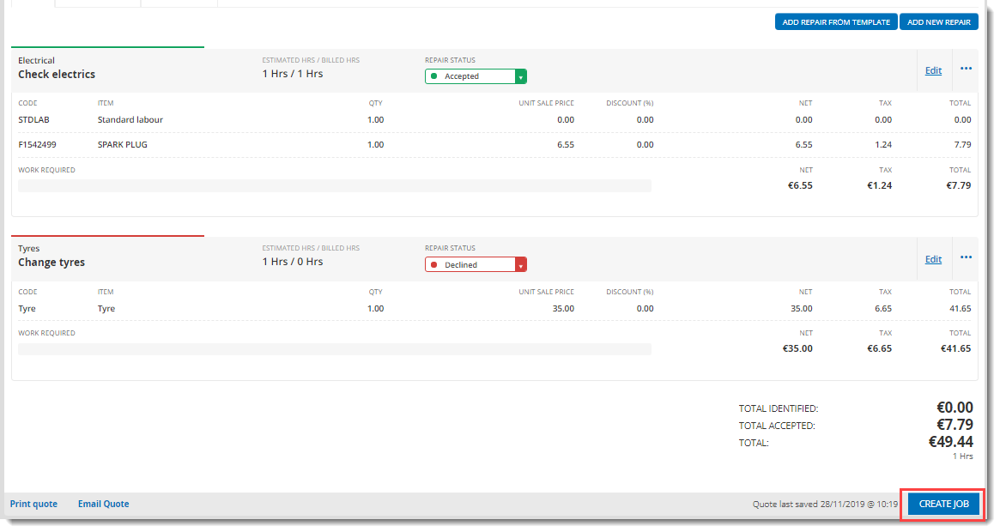 ADD REPAIR FROM TEMPLATE ADD NEW REPAIR
Electrical ESTIMATED HRS / BILLED HRS REPAIR STATUS
Check electrics 1 Hrs / 1 Hrs Accepted Edit
CODE ITEM QTY UNIT SALE PRICE DISCOUNT (%) NET TAX TOTAL
STDLAB Standard labour 1.00 0.00 0.00 0.00 0.00 0.00
F1542499 SPARK PLUG 1.00 6.55 0.00 6.55 1.24 7.79
WORK REQUIRED NET TAX TOTAL
€6.55 €1.24 €7.79
Tyres ESTIMATED HRS / BILLED HRS REPAIR STATUS
Change tyres 1 Hrs / 0 Hrs Declined Edit
CODE ITEM QTY UNIT SALE PRICE DISCOUNT (%) NET TAX TOTAL
Tyre Tyre 1.00 35.00 0.00 35.00 6.65 41.65
WORK REQUIRED NET TAX TOTAL
€35.00 €6.65 €41.65
TOTAL IDENTIFIED: €0.00
TOTAL ACCEPTED: €7.79
TOTAL: €49.44
1 Hrs
Print quote Email Quote Quote last saved 28/11/2019 @ 10:19 CREATE JOB